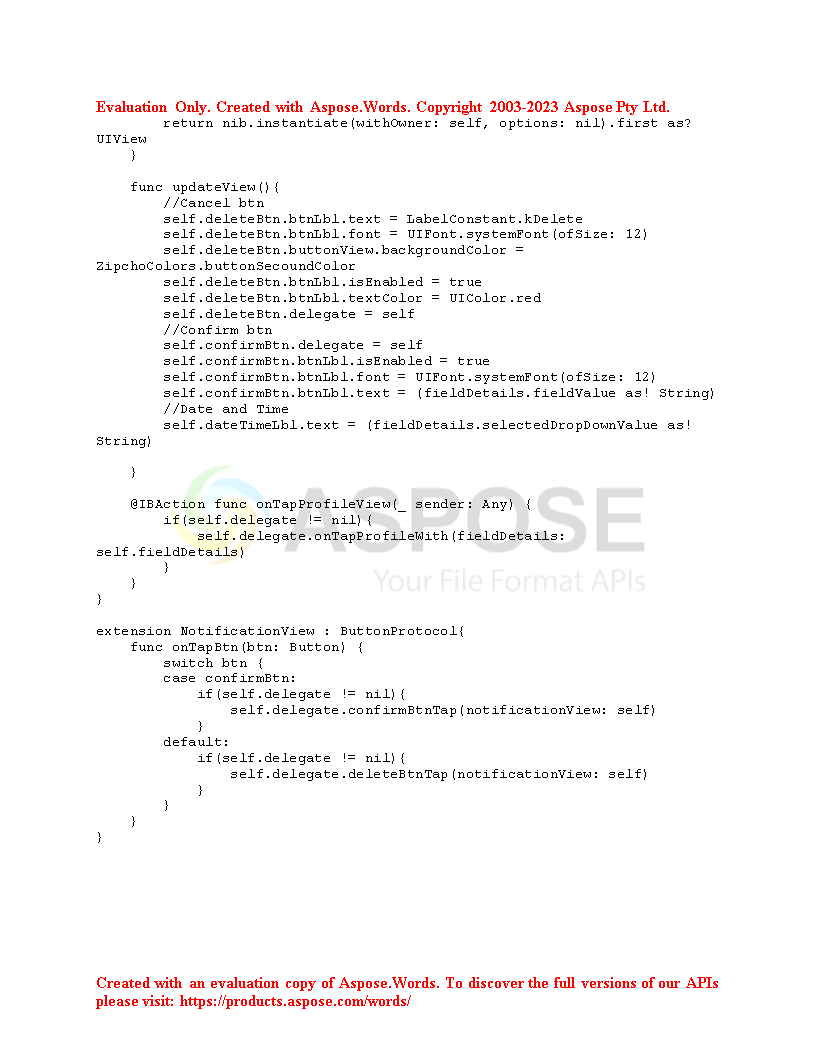 Evaluation Only. Created with Aspose.Words. Copyright 2003-2023 Aspose Pty Ltd.
        return nib.instantiate(withOwner: self, options: nil).first as?
UIView
    }

    func updateView(){
        //Cancel btn
        self.deleteBtn.btnLbl.text = LabelConstant.kDelete
        self.deleteBtn.btnLbl.font = UIFont.systemFont(ofSize: 12)
        self.deleteBtn.buttonView.backgroundColor =
ZipchoColors.buttonSecoundColor
        self.deleteBtn.btnLbl.isEnabled = true
        self.deleteBtn.btnLbl.textColor = UIColor.red
        self.deleteBtn.delegate = self
        //Confirm btn
        self.confirmBtn.delegate = self
        self.confirmBtn.btnLbl.isEnabled = true
        self.confirmBtn.btnLbl.font = UIFont.systemFont(ofSize: 12)
        self.confirmBtn.btnLbl.text = (fieldDetails.fieldValue as! String)
        //Date and Time
        self.dateTimeLbl.text = (fieldDetails.selectedDropDownValue as!
String)

    }

    @IBAction func onTapProfileView(_ sender: Any) {
        if(self.delegate != nil){
            self.delegate.onTapProfileWith(fieldDetails:
self.fieldDetails)
        }
    }
}
ASPOSE
Your File Format APIs

extension NotificationView : ButtonProtocol{
    func onTapBtn(btn: Button) {
        switch btn {
        case confirmBtn:
            if(self.delegate != nil){
                self.delegate.confirmBtnTap(notificationView: self)
            }
        default:
            if(self.delegate != nil){
                self.delegate.deleteBtnTap(notificationView: self)
            }
        }
    }
}
Created with an evaluation copy of Aspose.Words. To discover the full versions of our APIs
please visit: https://products.aspose.com/words/